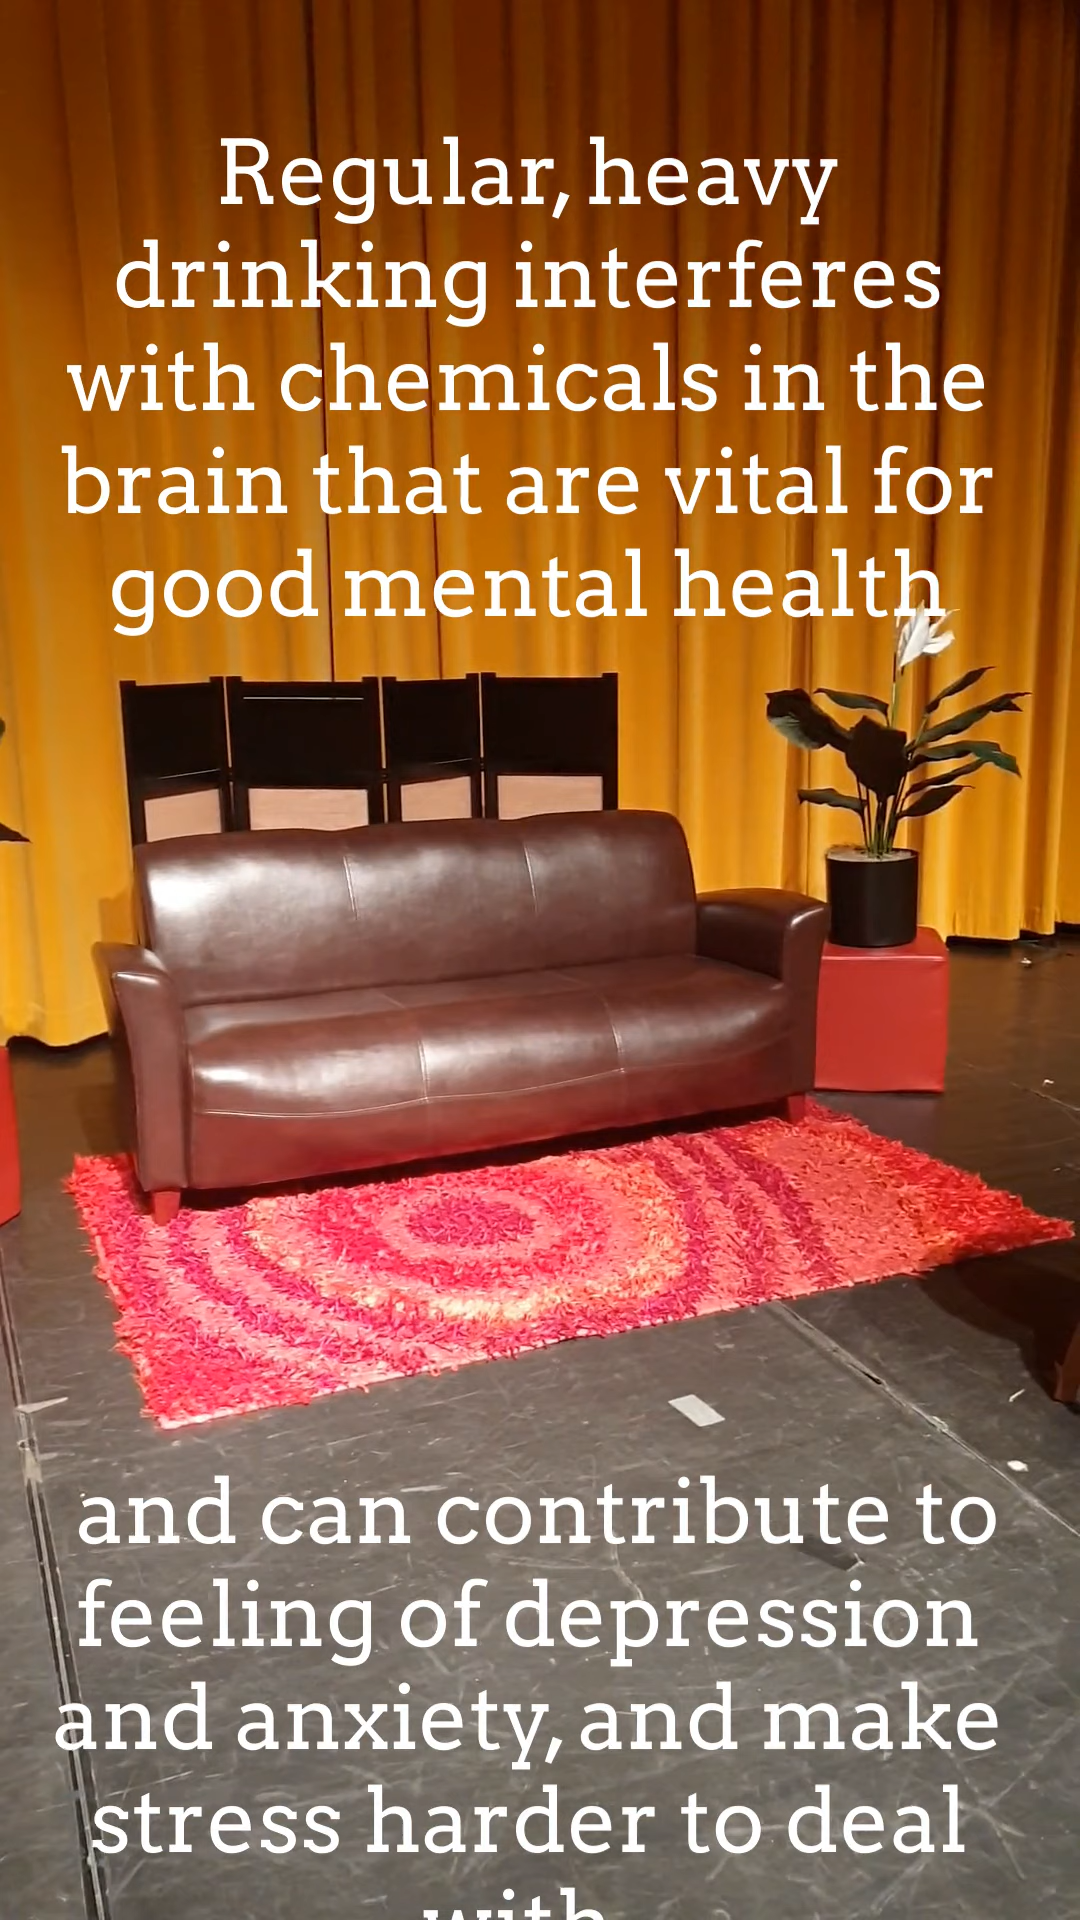 Regular, heavy
drinking interferes
with chemicals in the
brain that are vital for
good mental health
and can contribute to
feeling of depression
and anxiety, and make
stress harder to deal
with